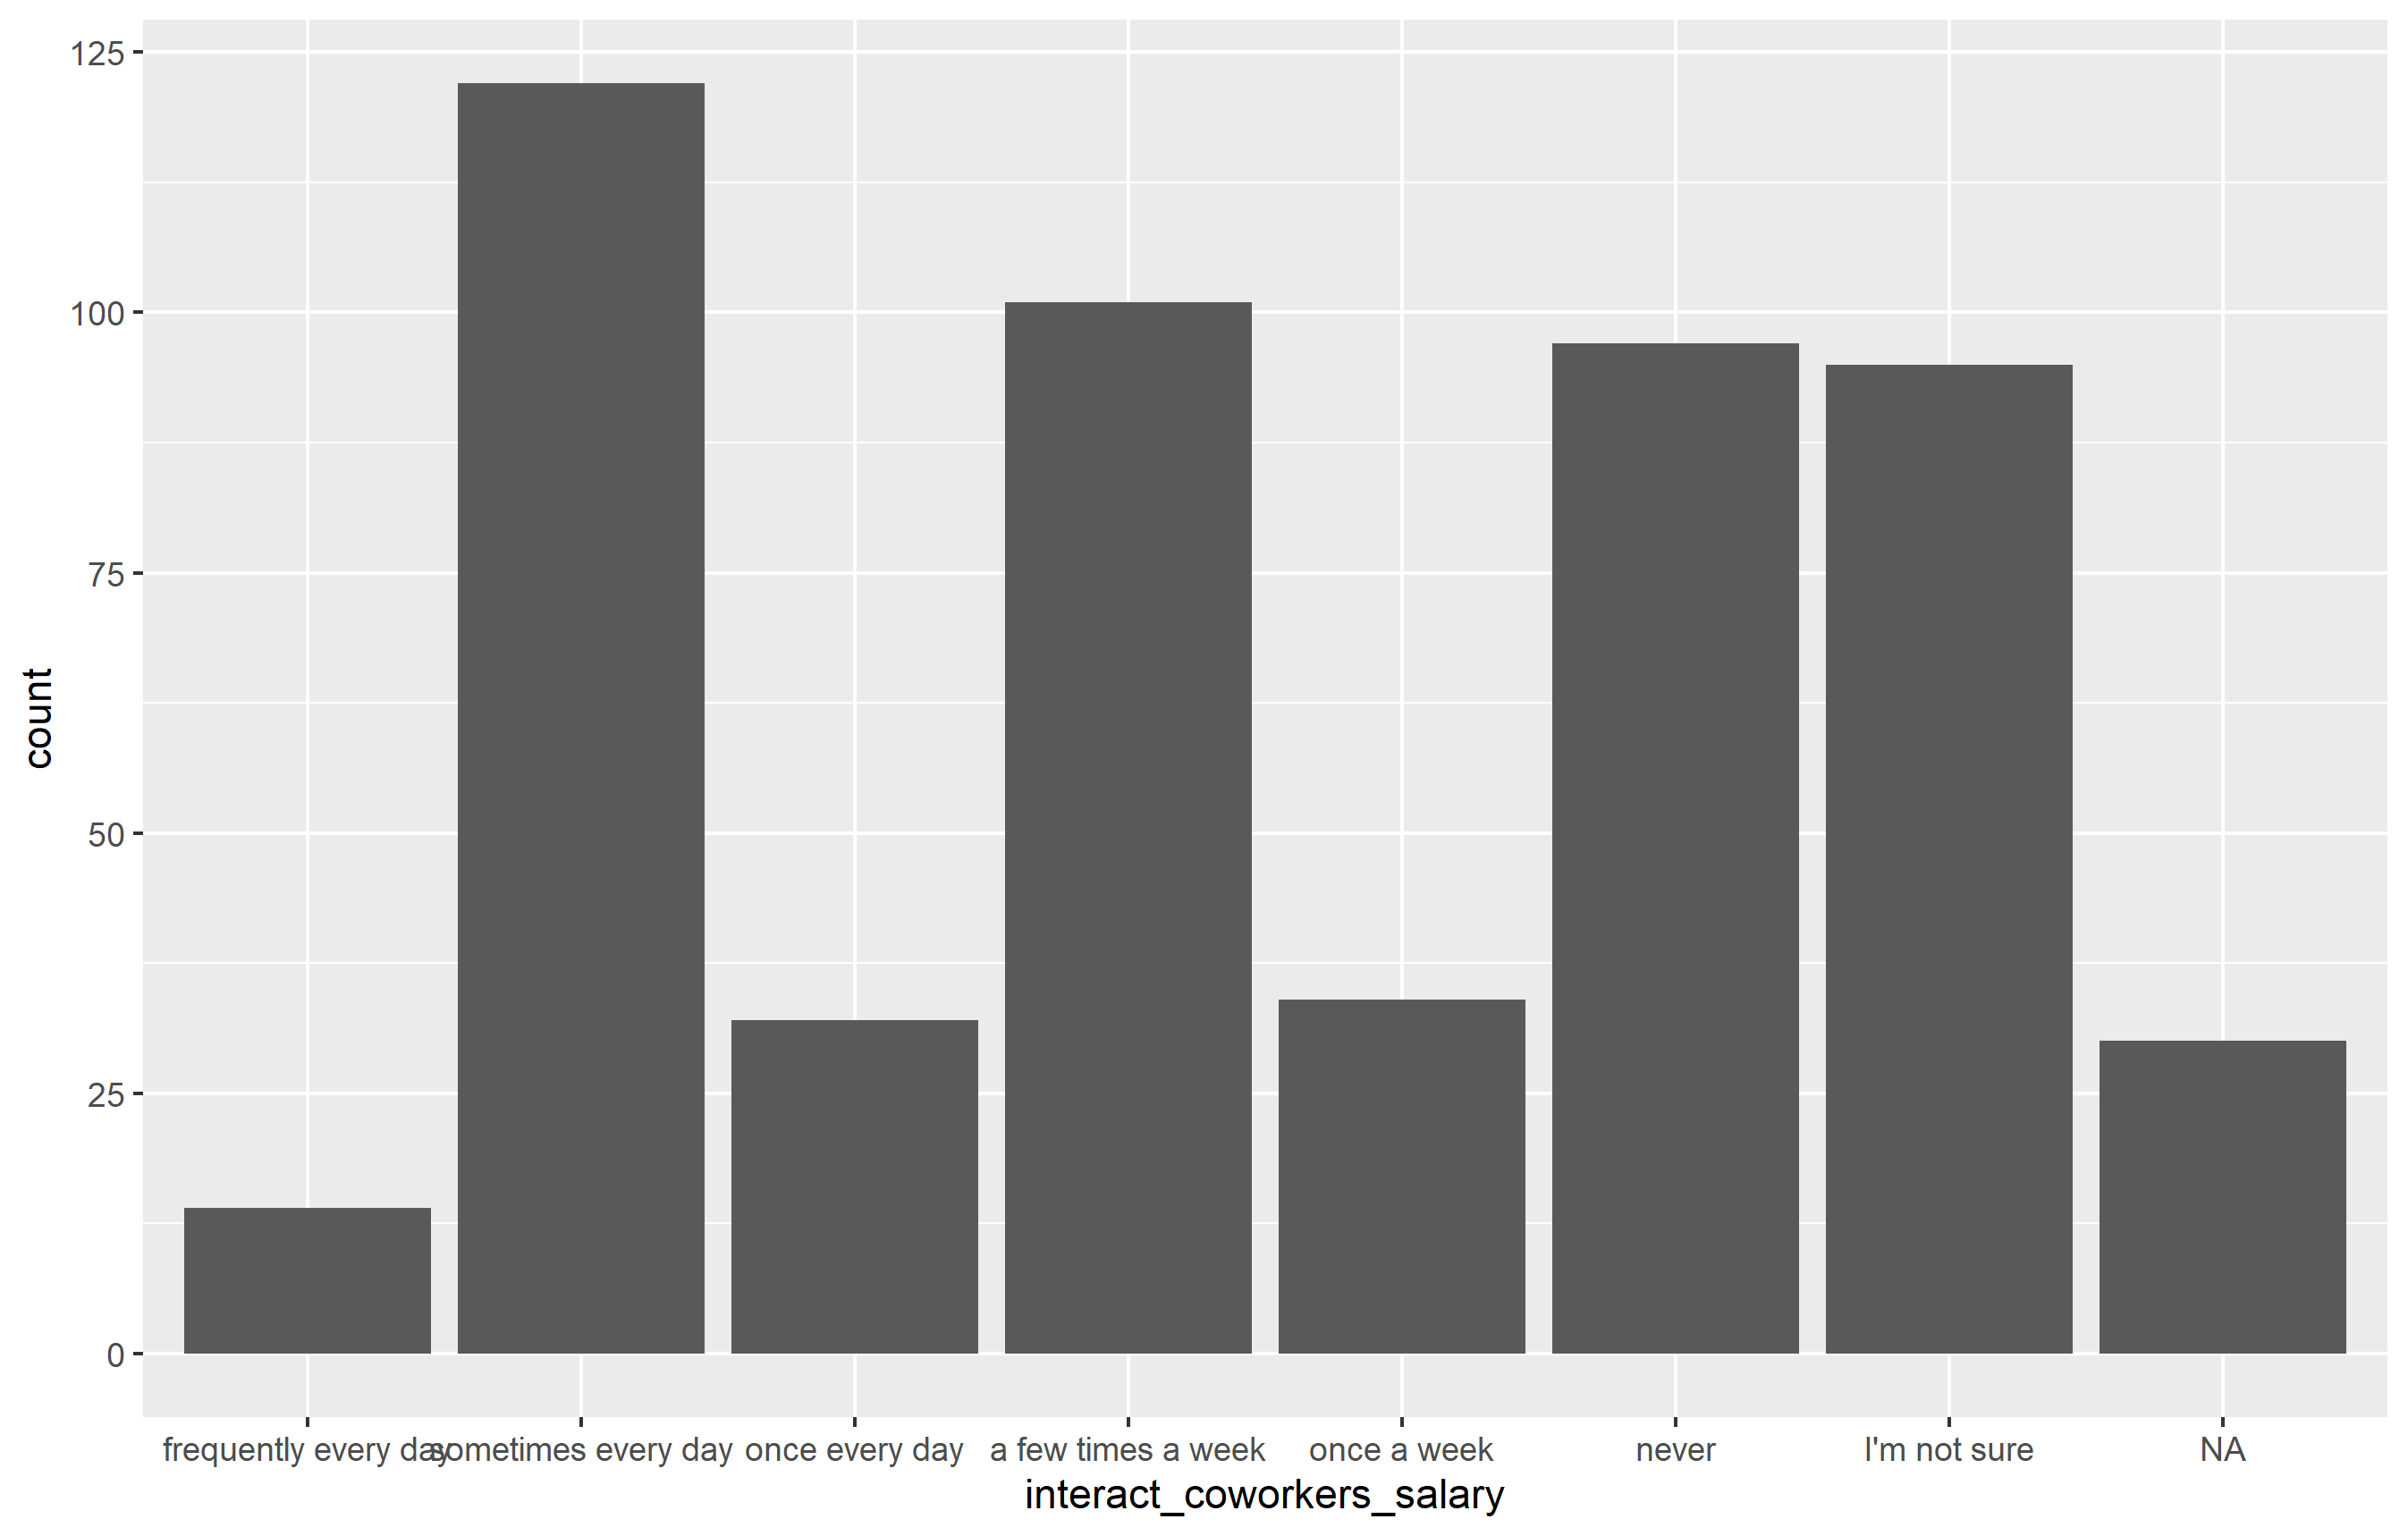 125
100
75
50
25
0
count
frequently every day sometimes every day once every day a few times a week once a week never I'm not sure NA
interact_coworkers_salary